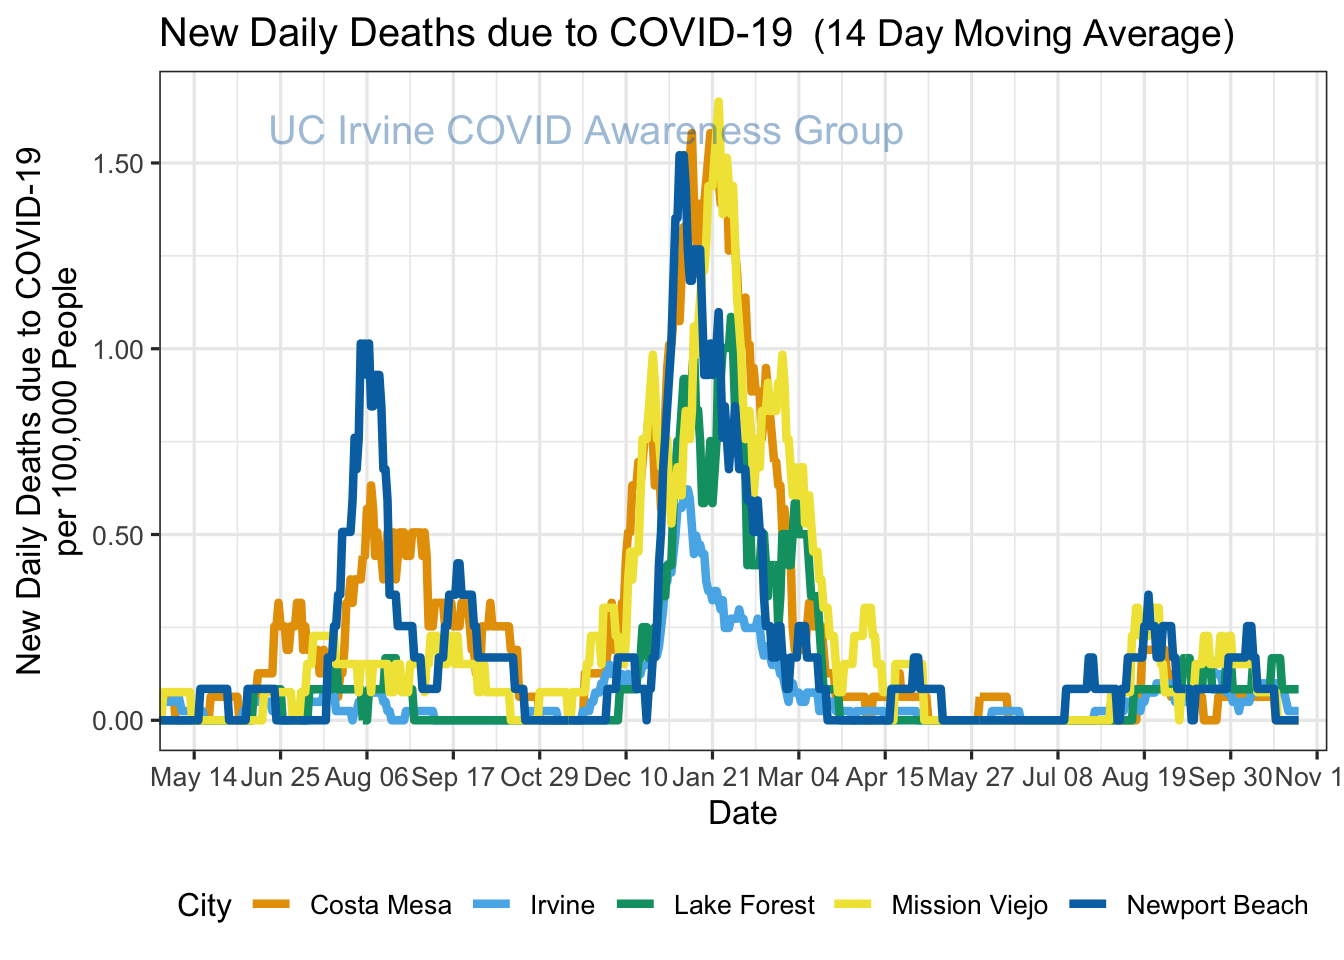 New Daily Deaths due to COVID-19 (14 Day Moving Average)
UC Irvine COVID Awareness Group
New Daily Deaths due to COVID-19
per 100,000 People
1.50
1.00
0.50
0.00
May 14 Jun 25 Aug 06 Sep 17 Oct 29 Dec 10 Jan 21 Mar 04 Apr 15 May 27 Jul 08 Aug 19 Sep 30 Nov 1
Date
City Costa Mesa Irvine Lake Forest Mission Viejo Newport Beach